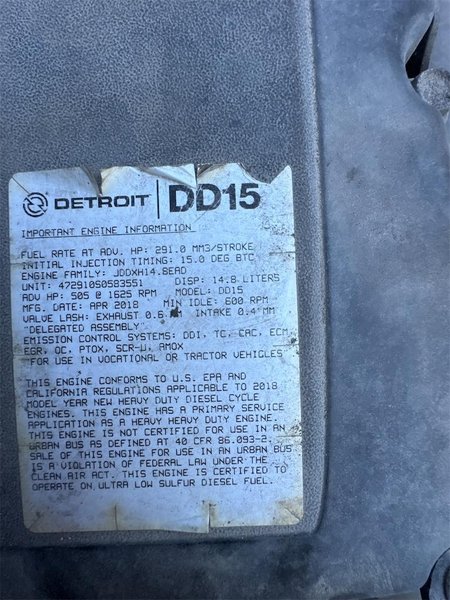 DETROIT DD15
IMPORTANT ENGINE INFORMATION
FUEL RATE AT ADV. HP: 291.0 MM3/STROKE
INITIAL INJECTION TIMING: 15.0 DEG BTC
ENGINE FAMILY: JDDXH14.8EAD
UNIT: 472910S0583551 DISP: 14.8 LITERS
ADV HP: 505 @ 1625 RPM MODEL: DD15
MFG. DATE: APR 2018 MIN IDLE: 600 RPM
VALVE LASH: EXHAUST 0.6 INTAKE 0.4 MM
"DELEGATED ASSEMBLY"
EMISSION CONTROL SYSTEMS: DDI, TC, CAC, ECM,
EGR, OC, PTOX, SCR-U, AMOX
"FOR USE IN VOCATIONAL OR TRACTOR VEHICLES"
THIS ENGINE CONFORMS TO U.S. EPA AND
CALIFORNIA REGULATIONS APPLICABLE TO 2018
MODEL YEAR NEW HEAVY DUTY DIESEL CYCLE
ENGINES. THIS ENGINE HAS A PRIMARY SERVICE
APPLICATION AS A HEAVY HEAVY DUTY ENGINE.
THIS ENGINE IS NOT CERTIFIED FOR USE IN AN
URBAN BUS AS DEFINED AT 40 CFR 86.093-2.
SALE OF THIS ENGINE FOR USE IN AN URBAN BUS
IS A VIOLATION OF FEDERAL LAW UNDER THE
CLEAN AIR ACT. THIS ENGINE IS CERTIFIED TO
OPERATE ON ULTRA LOW SULFUR DIESEL FUEL.